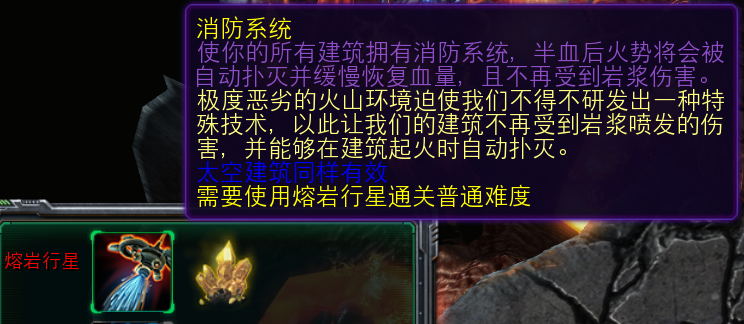 消防系统
使你的所有建筑拥有消防系统，半血后火势将会被
自动扑灭并缓慢恢复血量，且不再受到岩浆伤害。
极度恶劣的火山环境迫使我们不得不研发出一种特
殊技术，以此让我们的建筑不再受到岩浆喷发的伤
害，并能够在建筑起火时自动扑灭。
太空建筑同样有效
需要使用熔岩行星通关普通难度
熔岩行星